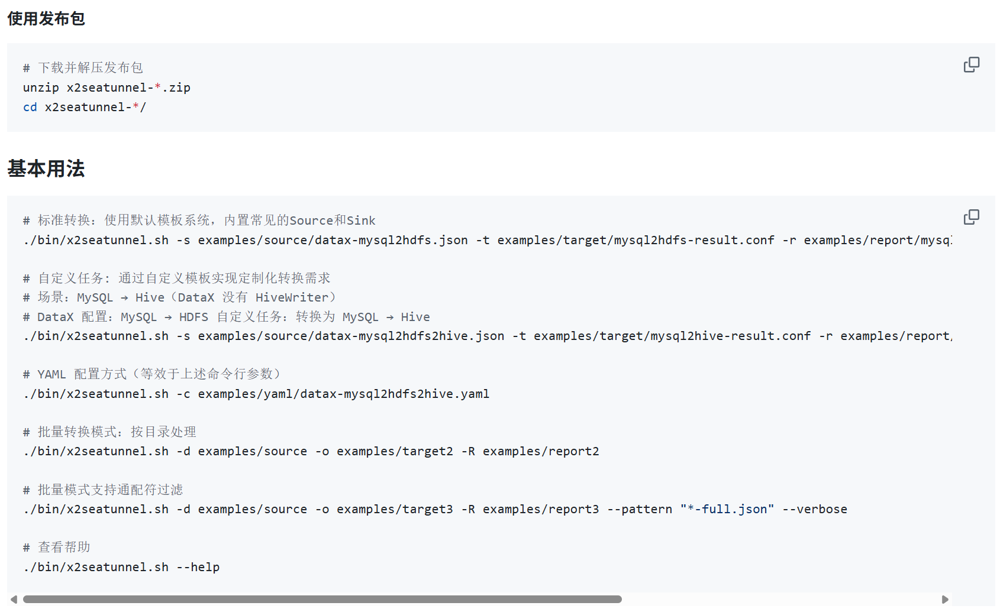 使用发布包
# 下载并解压发布包
unzip x2seatunnel-*.zip
cd x2seatunnel-*/
基本用法
# 标准转换：使用默认模板系统，内置常见的Source和Sink
./bin/x2seatunnel.sh -s examples/source/datax-mysql2hdfs.json -t examples/target/mysql2hdfs-result.conf -r examples/report/mysql
# 自定义任务: 通过自定义模板实现定制化转换需求
# 场景：MySQL → Hive（DataX 没有 HiveWriter）
# DataX 配置：MySQL → HDFS 自定义任务：转换为 MySQL → Hive
./bin/x2seatunnel.sh -s examples/source/datax-mysql2hdfs2hive.json -t examples/target/mysql2hive-result.conf -r examples/report/
# YAML 配置方式（等效于上述命令行参数）
./bin/x2seatunnel.sh -c examples/yaml/datax-mysql2hdfs2hive.yaml
# 批量转换模式：按目录处理
./bin/x2seatunnel.sh -d examples/source -o examples/target2 -R examples/report2
# 批量模式支持通配符过滤
./bin/x2seatunnel.sh -d examples/source -o examples/target3 -R examples/report3 --pattern "*-full.json" --verbose
# 查看帮助
./bin/x2seatunnel.sh --help